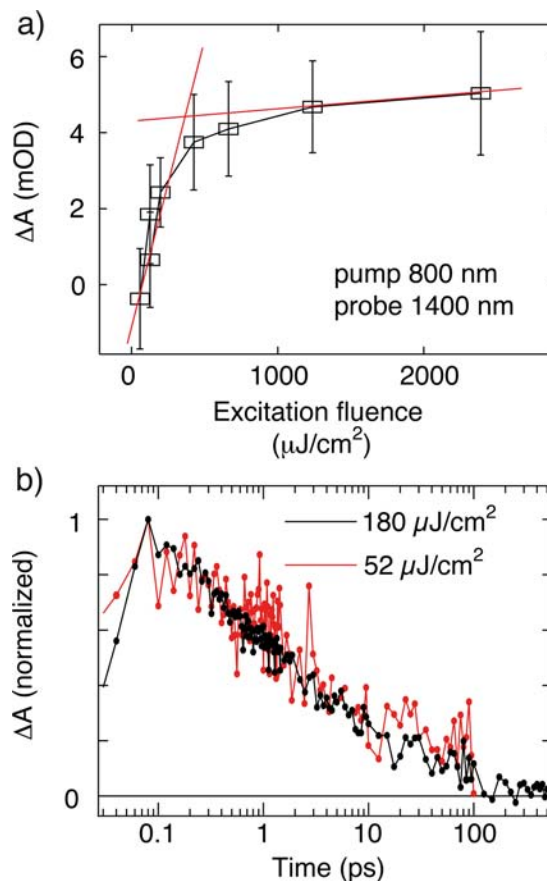 a)
6
4
2
0
ΔA (mOD)
pump 800 nm
probe 1400 nm
0 1000 2000
Excitation fluence
(μJ/cm²)
b)
1
0
ΔA (normalized)
180 μJ/cm²
52 μJ/cm²
0.1 1 10 100
Time (ps)